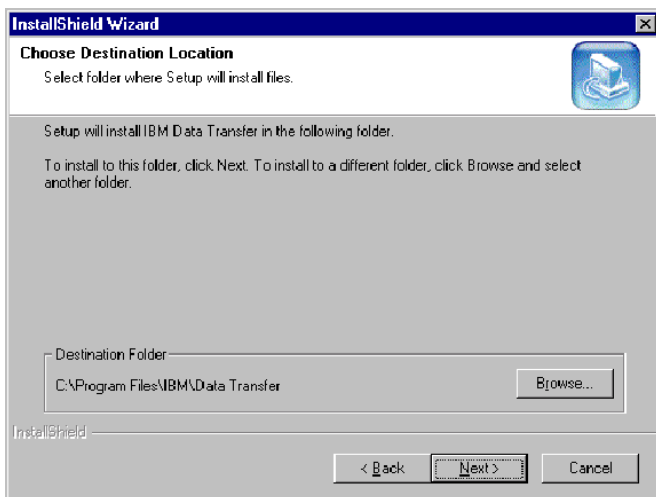 InstallShield Wizard
Choose Destination Location
Select folder where Setup will install files.
Setup will install IBM Data Transfer in the following folder.
To install to this folder, click Next. To install to a different folder, click Browse and select
another folder.
Destination Folder
C:\Program Files\IBM\Data Transfer
Browse...
InstallShield
< Back
Next >
Cancel